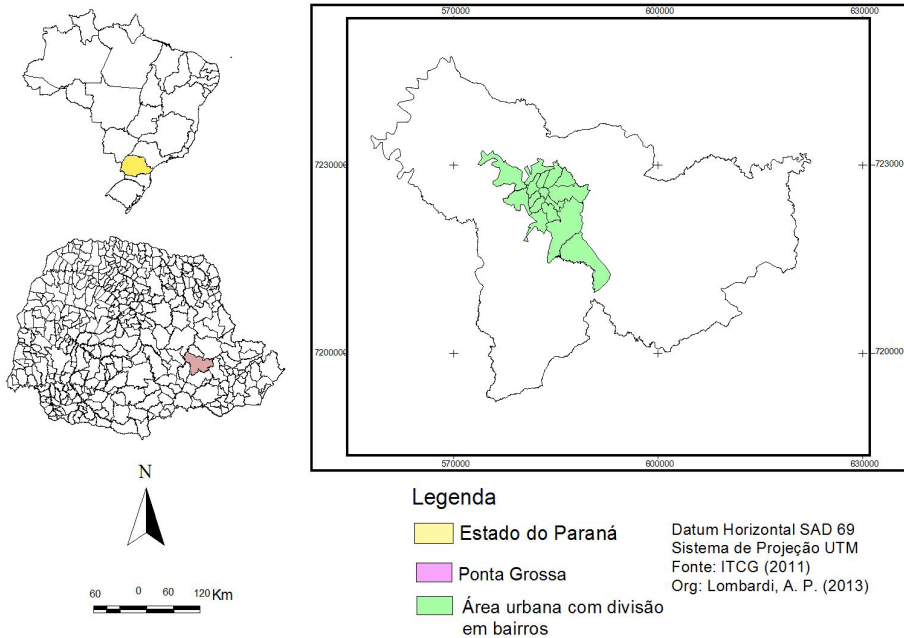 570000 600000 630000
7230000 7230000
7200000 7200000
570000 600000 630000
N
60 0 60 120 Km
Legenda
Estado do Paraná
Ponta Grossa
Área urbana com divisão
em bairros
Datum Horizontal SAD 69
Sistema de Projeção UTM
Fonte: ITCG (2011)
Org: Lombardi, A. P. (2013)